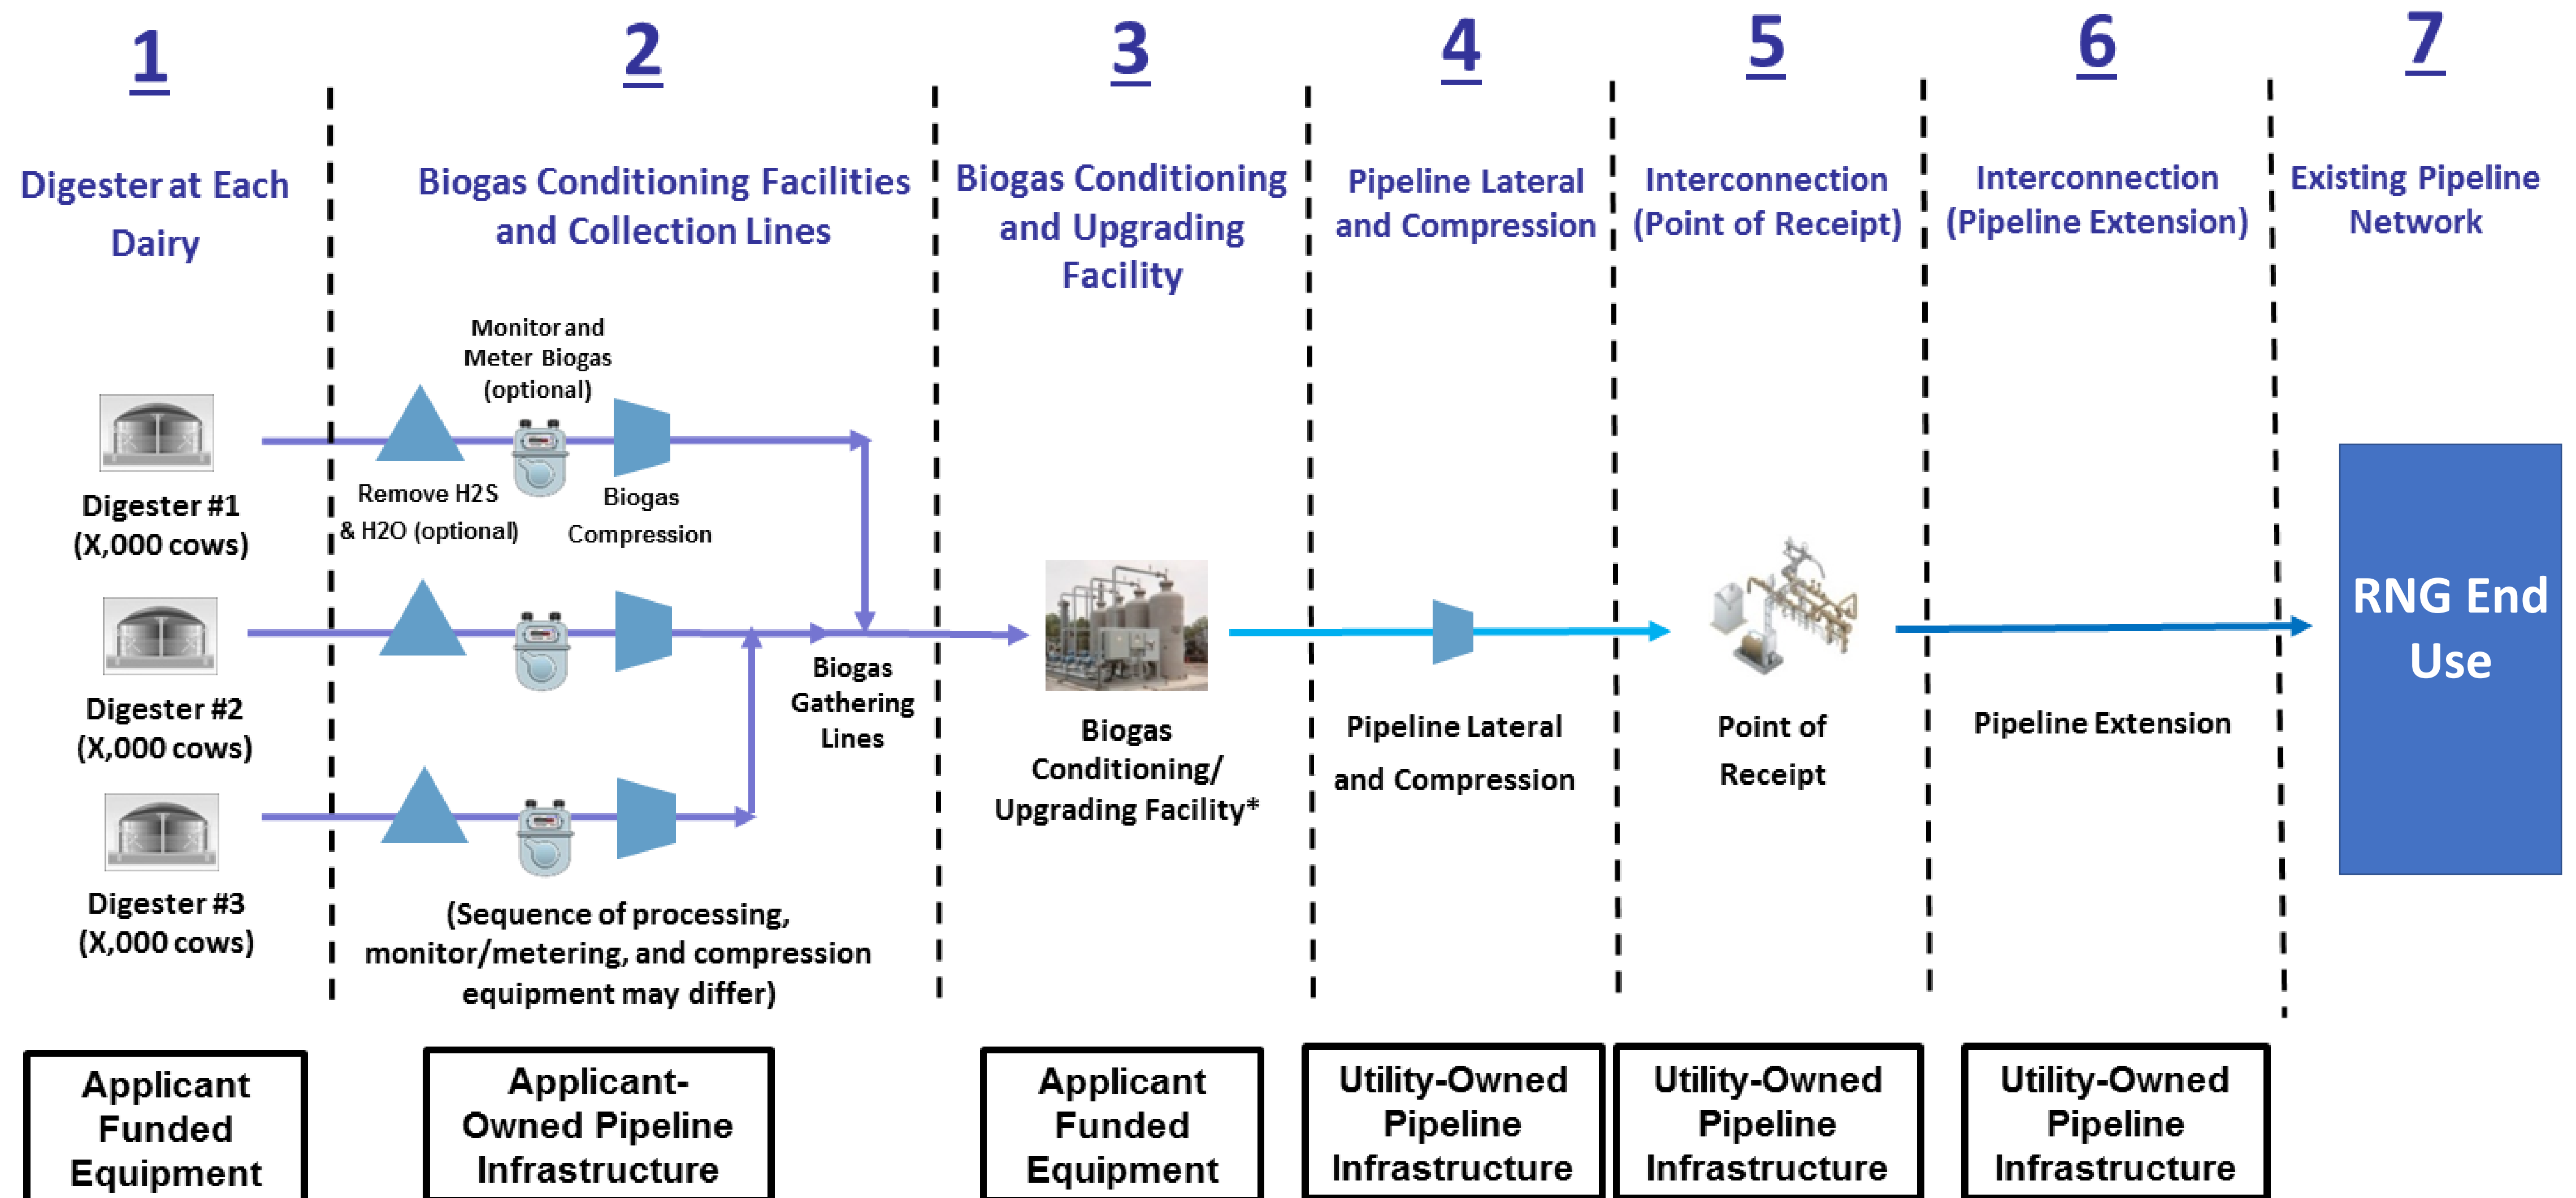 1
2
3
4
5
6
7
Digester at Each
Dairy
Biogas Conditioning Facilities
and Collection Lines
Biogas Conditioning
and Upgrading
Facility
Pipeline Lateral
and Compression
Interconnection
(Point of Receipt)
Interconnection
(Pipeline Extension)
Existing Pipeline
Network
Monitor and
Meter Biogas
(optional)
Digester #1
(X,000 cows)
Remove H2S
& H2O (optional)
Biogas
Compression
Digester #2
(X,000 cows)
Biogas
Gathering
Lines
Digester #3
(X,000 cows)
(Sequence of processing,
monitor/metering, and compression
equipment may differ)
Biogas
Conditioning/
Upgrading Facility*
Pipeline Lateral
and Compression
Point of
Receipt
Pipeline Extension
RNG End
Use
Applicant
Funded
Equipment
Applicant-
Owned Pipeline
Infrastructure
Applicant
Funded
Equipment
Utility-Owned
Pipeline
Infrastructure
Utility-Owned
Pipeline
Infrastructure
Utility-Owned
Pipeline
Infrastructure